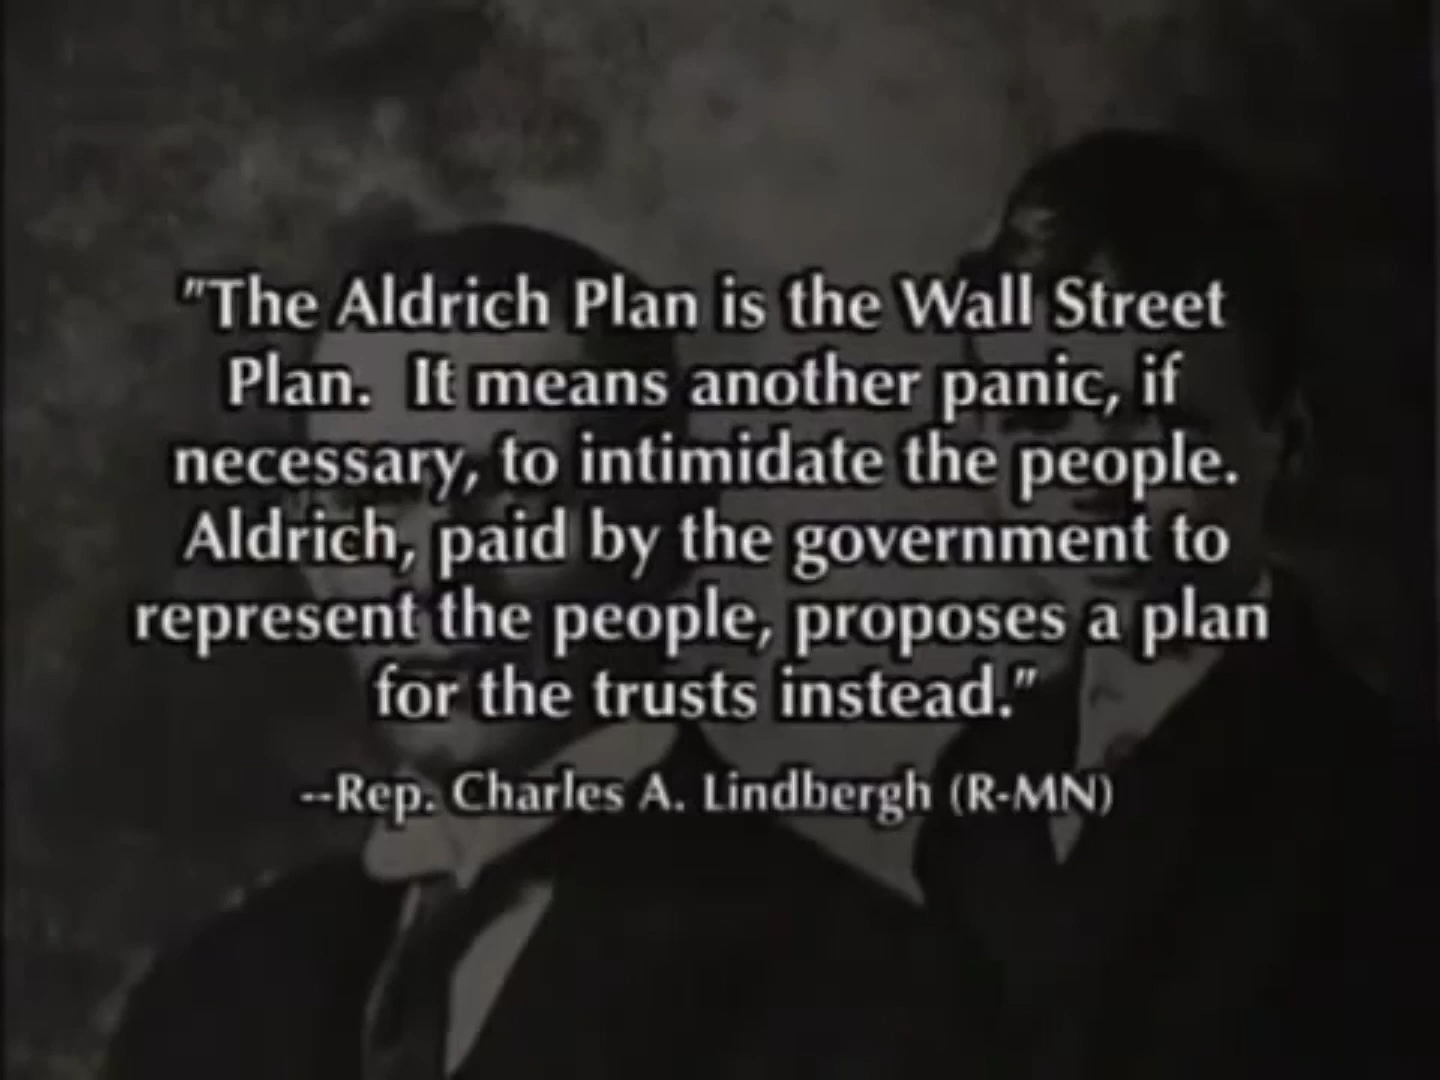 "The Aldrich Plan is the Wall Street
Plan.  It means another panic, if
necessary, to intimidate the people.
Aldrich, paid by the government to
represent the people, proposes a plan
for the trusts instead."
--Rep. Charles A. Lindbergh (R-MN)